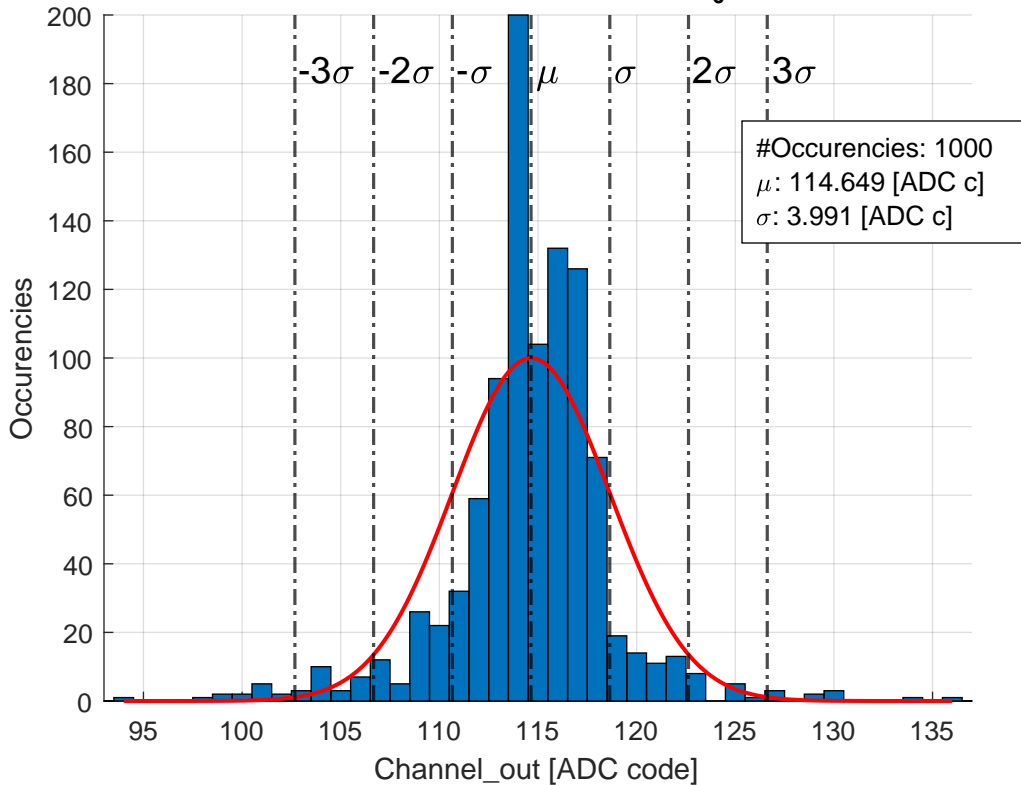 200
180
160
140
120
100
80
60
40
20
0
-3σ -2σ -σ μ σ 2σ 3σ
#Occurencies: 1000
μ: 114.649 [ADC c]
σ: 3.991 [ADC c]
Occurencies
95 100 105 110 115 120 125 130 135
Channel_out [ADC code]